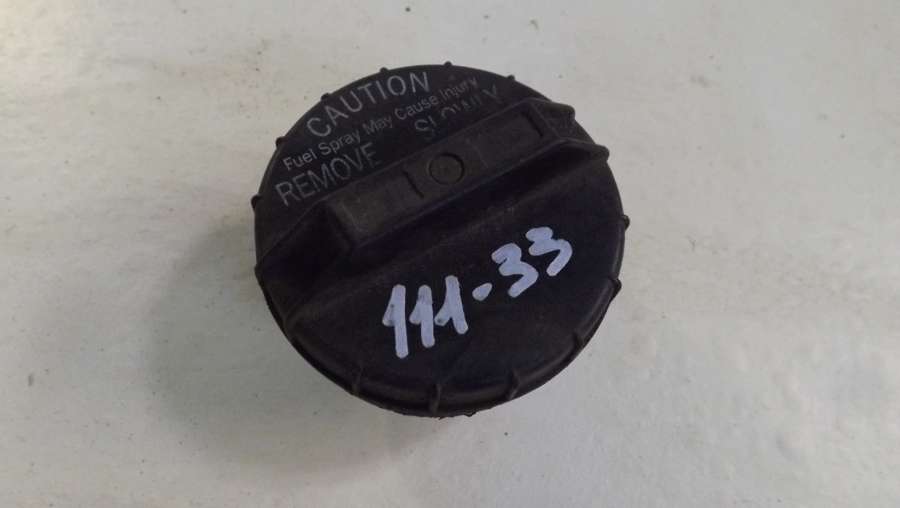 CAUTION
Fuel Spray May Cause Injury
REMOVE SLOWLY
111-33